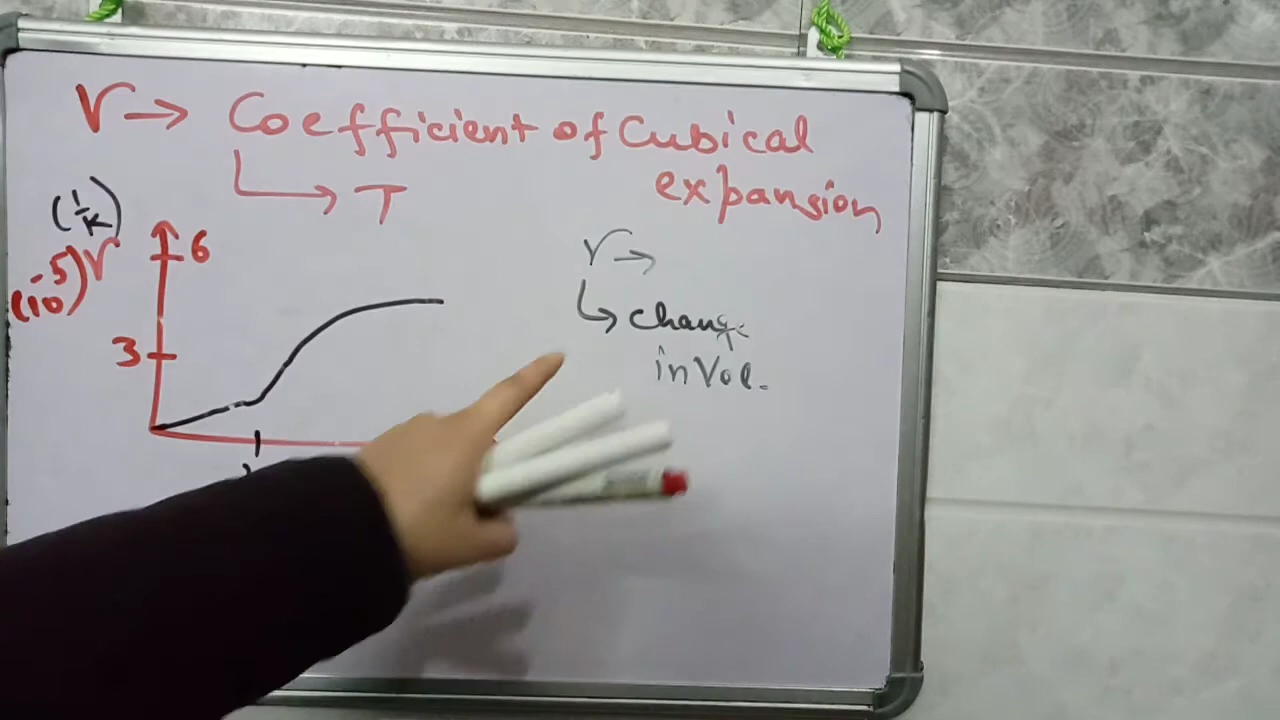 γ → Coefficient of Cubical
expansion
↳ T
(1/K)
(10^-5) γ
6
3
γ →
↳ change
in Vol.